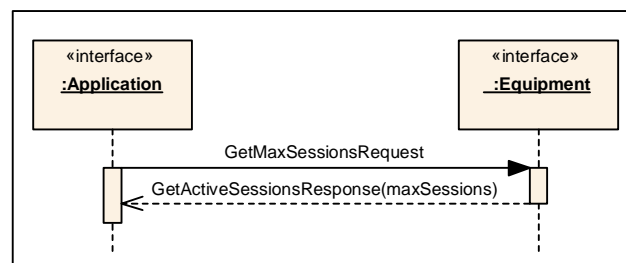 «interface»
:Application
«interface»
:Equipment
GetMaxSessionsRequest
GetActiveSessionsResponse(maxSessions)